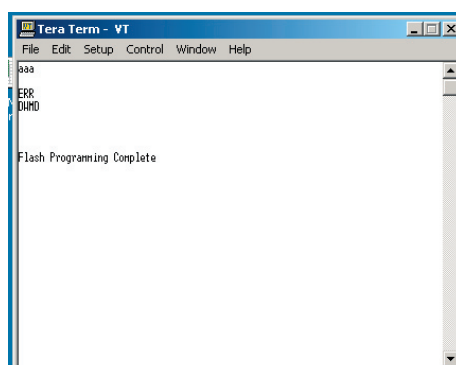 Tera Term - VT
File Edit Setup Control Window Help
aaa
ERR
DWMD
Flash Programming Complete